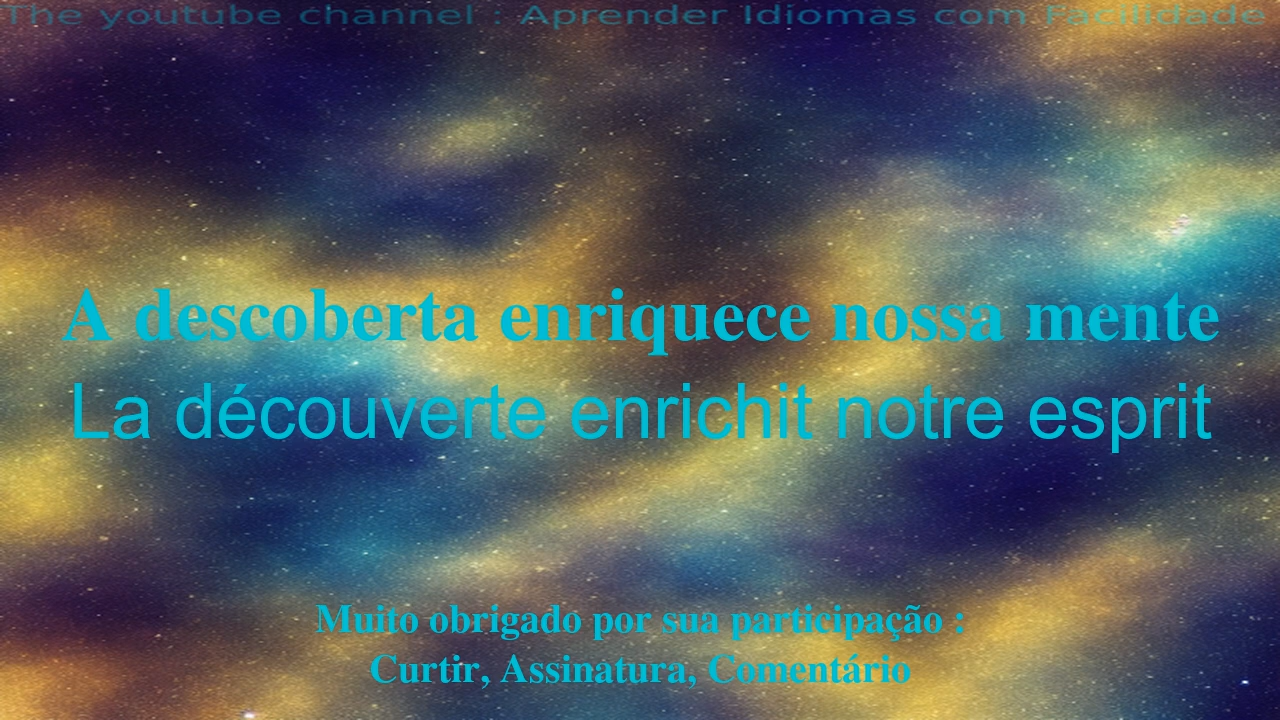 The youtube channel : Aprender Idiomas com Facilidade
A descoberta enriquece nossa mente
La découverte enrichit notre esprit
Muito obrigado por sua participação :
Curtir, Assinatura, Comentário